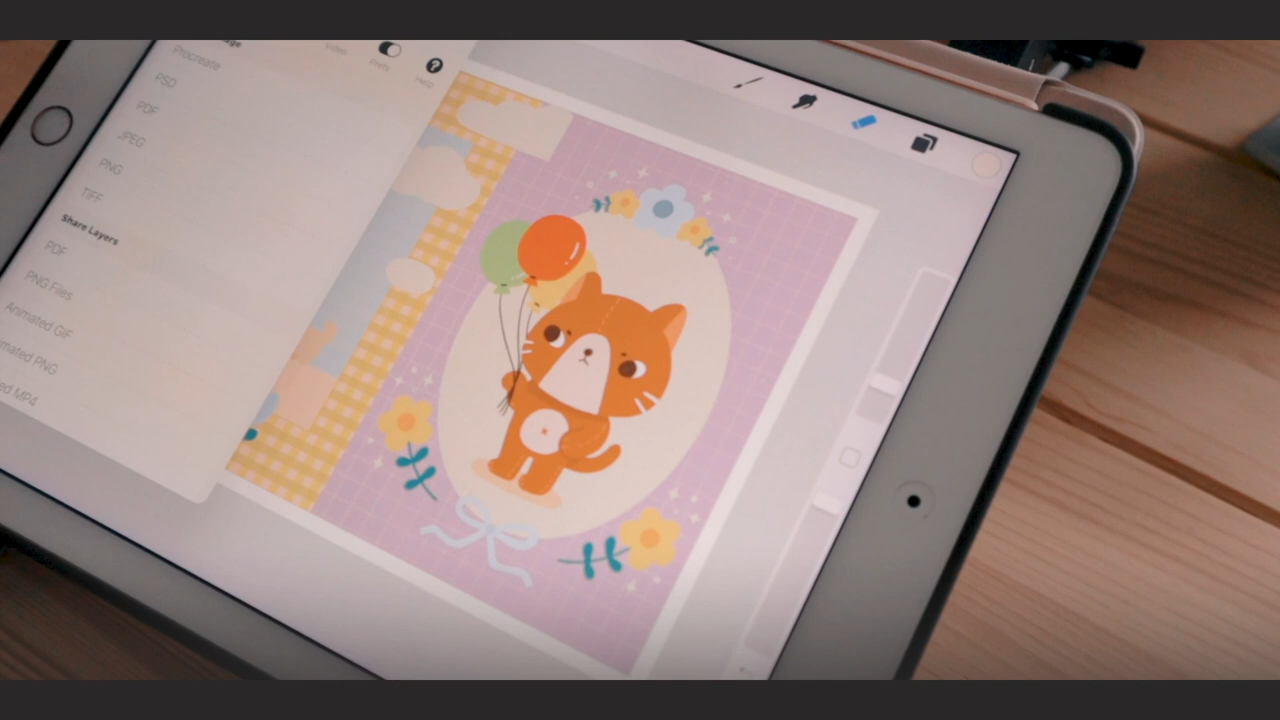 Video
Prefs
Help
Procreate
PSD
PDF
JPEG
PNG
TIFF
Share Layers
PDF
PNG Files
Animated GIF
mated PNG
ed MP4